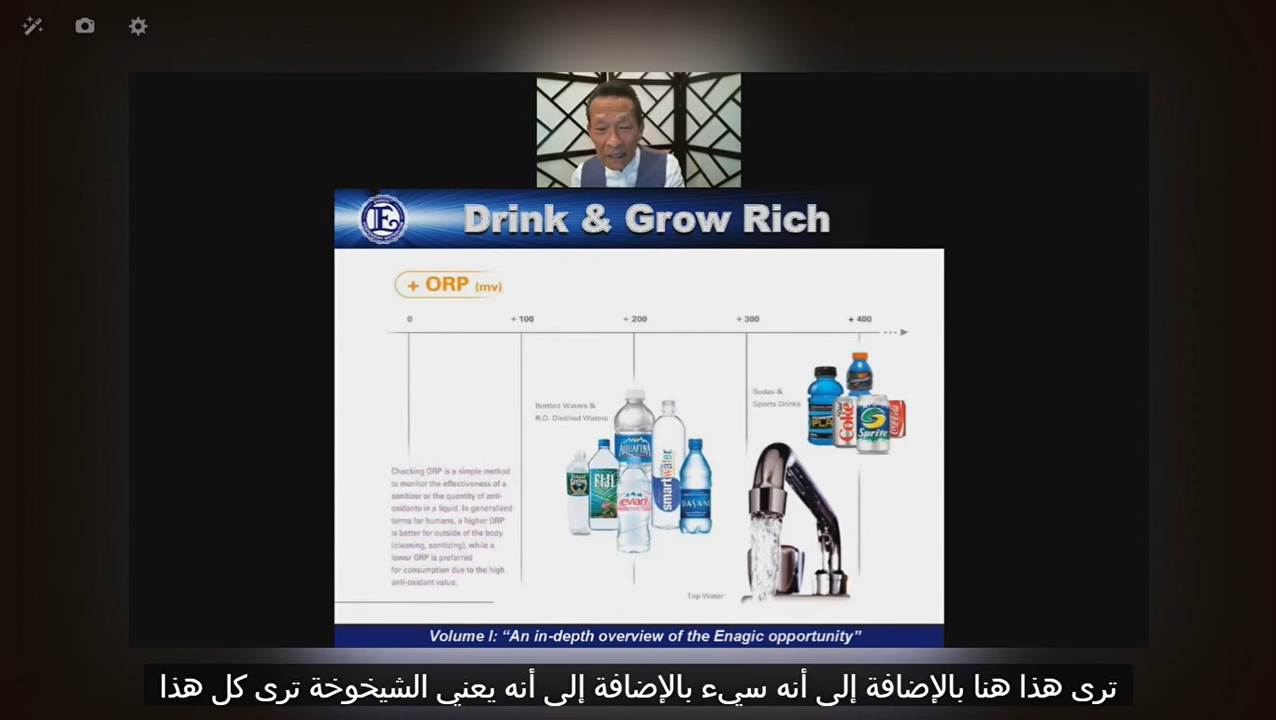 E
Drink & Grow Rich
+ ORP (mv)
0 +100 +200 +300 +400
Sodas &
Sports Drinks
Bottled Waters &
R.O. Distilled Waters
AQUAFINA
smartwater
FIJI
evian
DASANI
Coke
Sprite
Checking ORP is a simple method
to monitor the effectiveness of a
sanitizer or the quantity of anti-
oxidants in a liquid. In generalized
terms for humans, a higher ORP
is better for outside of the body
(cleaning, sanitizing), while a
lower ORP is preferred
for consumption due to the high
anti-oxidant value.
Tap Water
Volume I: “An in-depth overview of the Enagic opportunity”
ترى هذا هنا بالإضافة إلى أنه سيء بالإضافة إلى أنه يعني الشيخوخة ترى كل هذا